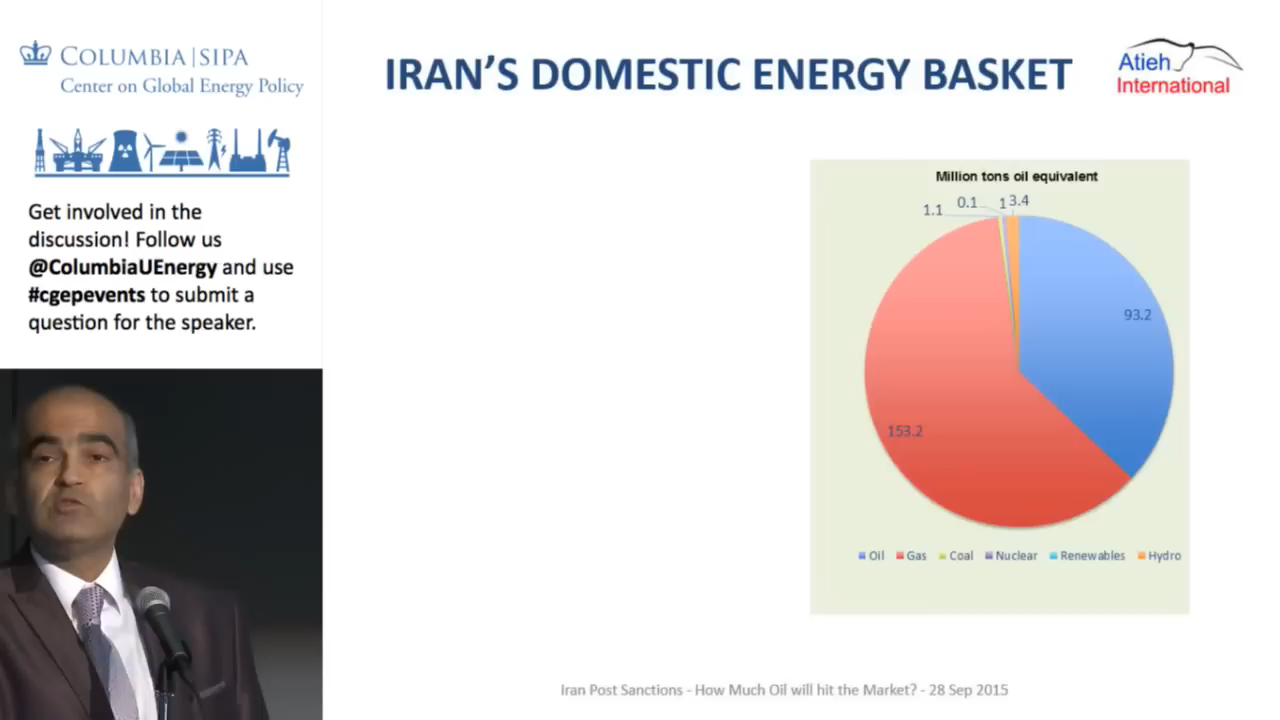 COLUMBIA | SIPA
Center on Global Energy Policy
Get involved in the
discussion! Follow us
@ColumbiaUEnergy and use
#cgepevents to submit a
question for the speaker.
IRAN'S DOMESTIC ENERGY BASKET
Atieh
International
Million tons oil equivalent
1.1 0.1 1 3.4
93.2
153.2
Oil Gas Coal Nuclear Renewables Hydro
Iran Post Sanctions - How Much Oil will hit the Market? - 28 Sep 2015